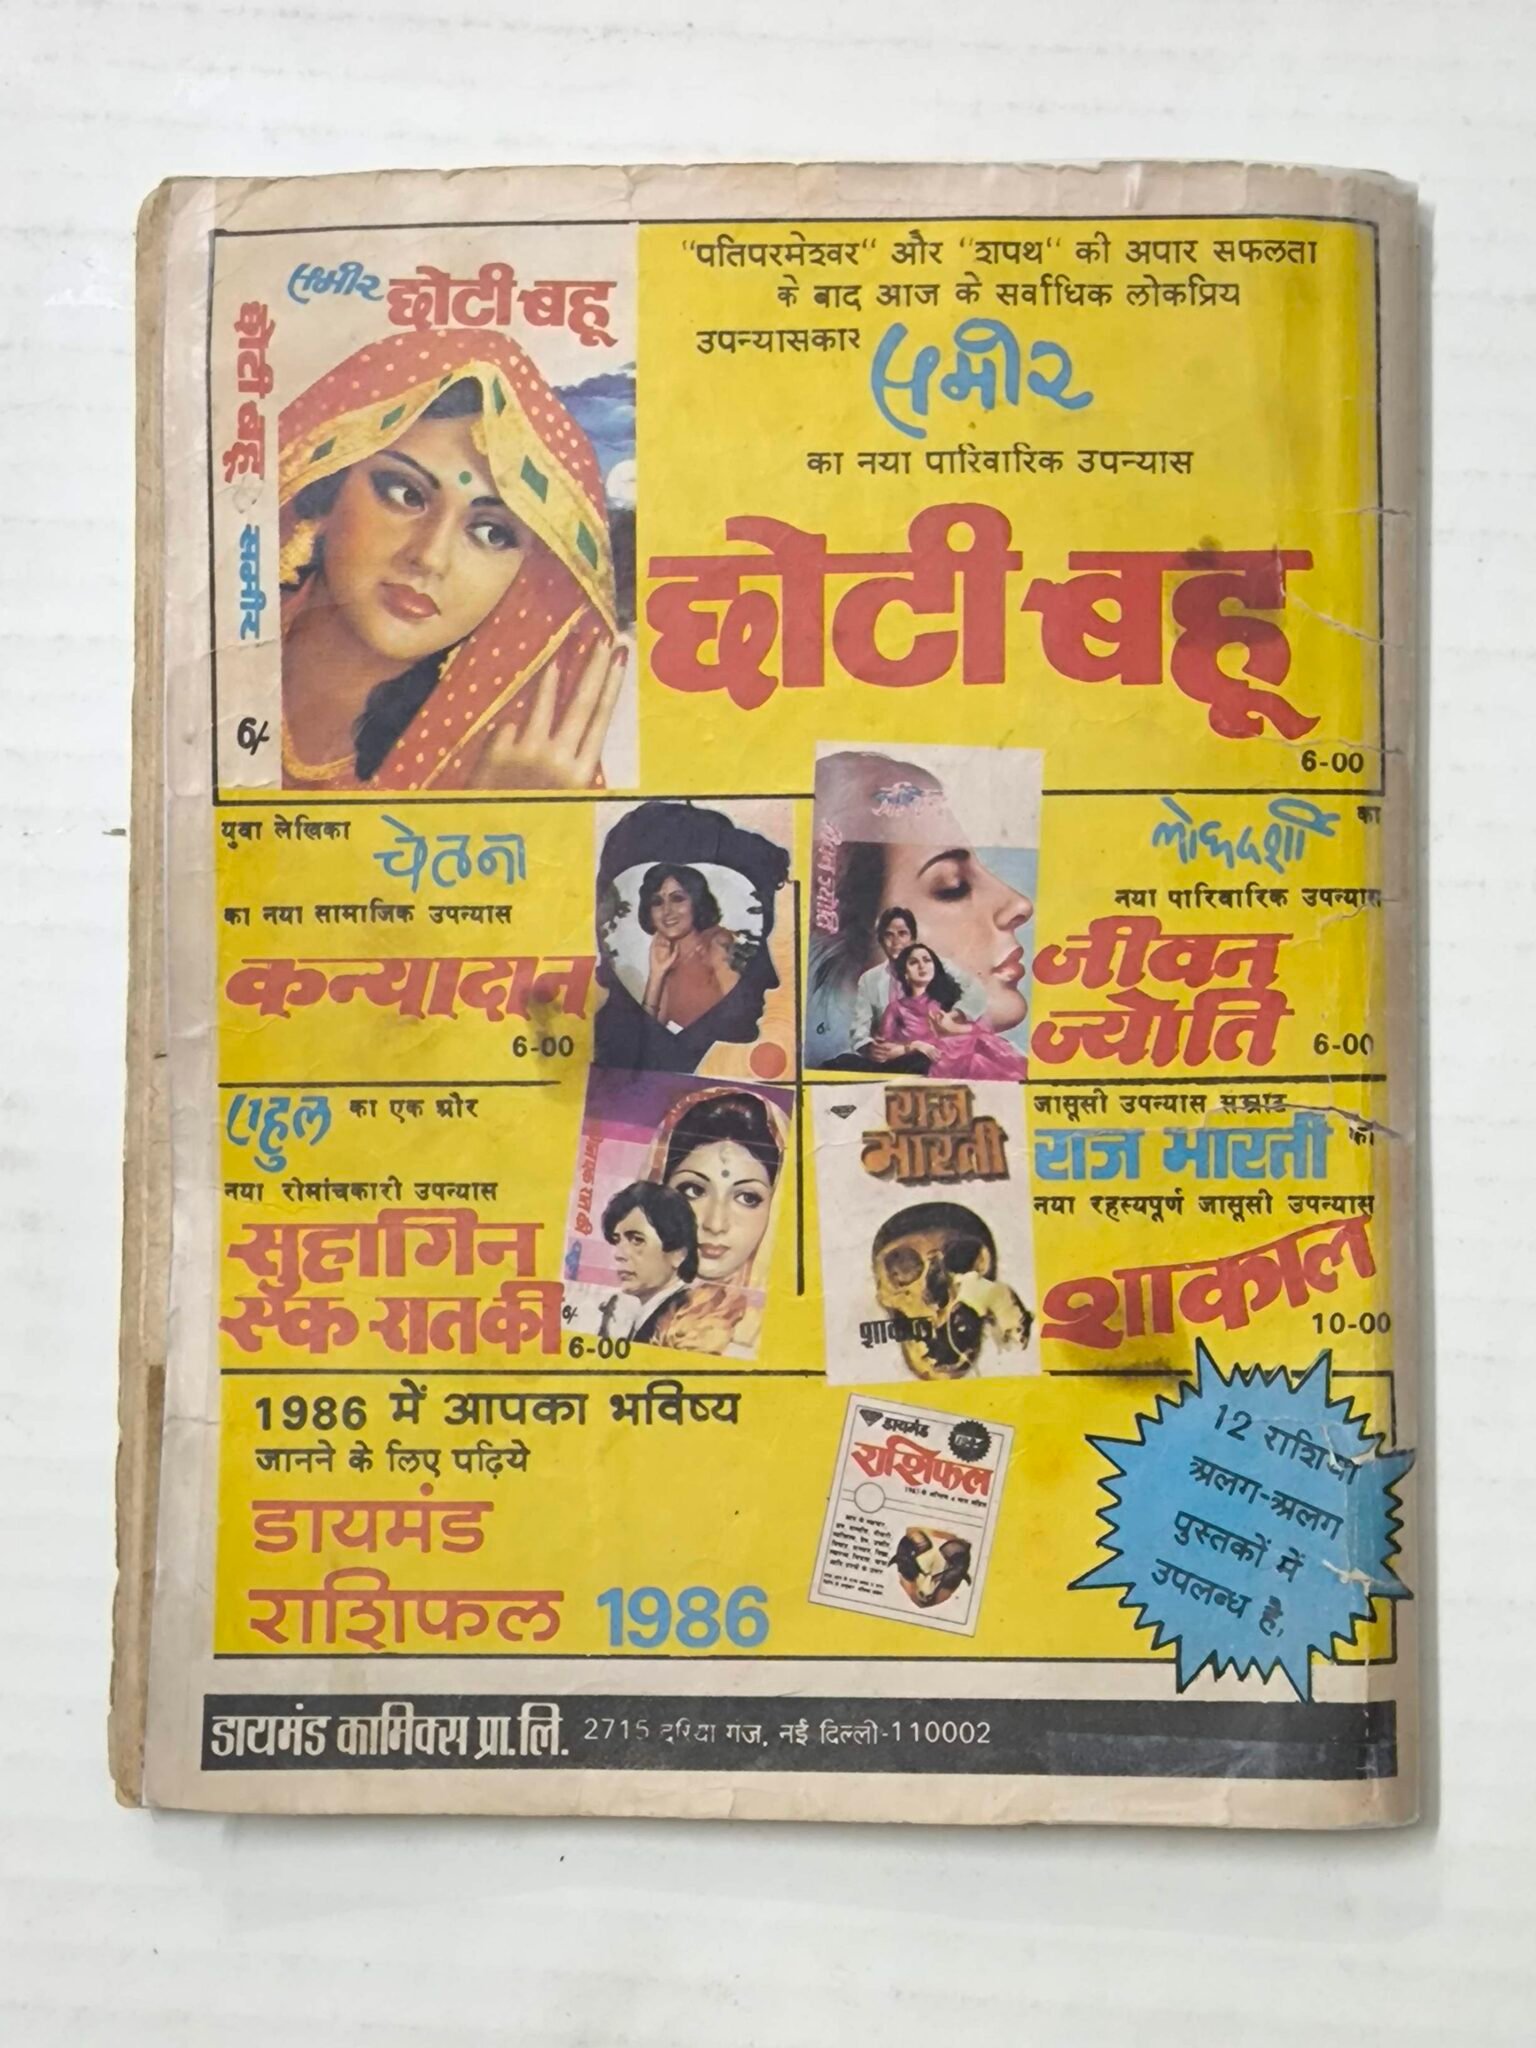 समीर छोटी बहू
छोटी बहू समीर
6/-
"पतिपरमेश्वर" और "शपथ" की अपार सफलता
के बाद आज के सर्वाधिक लोकप्रिय
उपन्यासकार समीर
का नया पारिवारिक उपन्यास
छोटी बहू
6-00
युवा लेखिका चेतना
का नया सामाजिक उपन्यास
कन्यादान
6-00
जीवन ज्योति
6/
का
नया पारिवारिक उपन्यास
जीवन
ज्योति
6-00
राहुल का एक और
नया रोमांचकारी उपन्यास
सुहागिन
एक रात की
6/-
6-00
राज
भारती
शाकाल
जासूसी उपन्यास सम्राट
राज भारती का
नया रहस्यपूर्ण जासूसी उपन्यास
शाकाल
10-00
1986 में आपका भविष्य
जानने के लिए पढ़िये
डायमंड
राशिफल 1986
डायमंड
राशिफल
12 राशियां
अलग-अलग
पुस्तकों में
उपलब्ध है,
डायमंड कामिक्स प्रा.लि. 2715 दरिया गंज, नई दिल्ली-110002